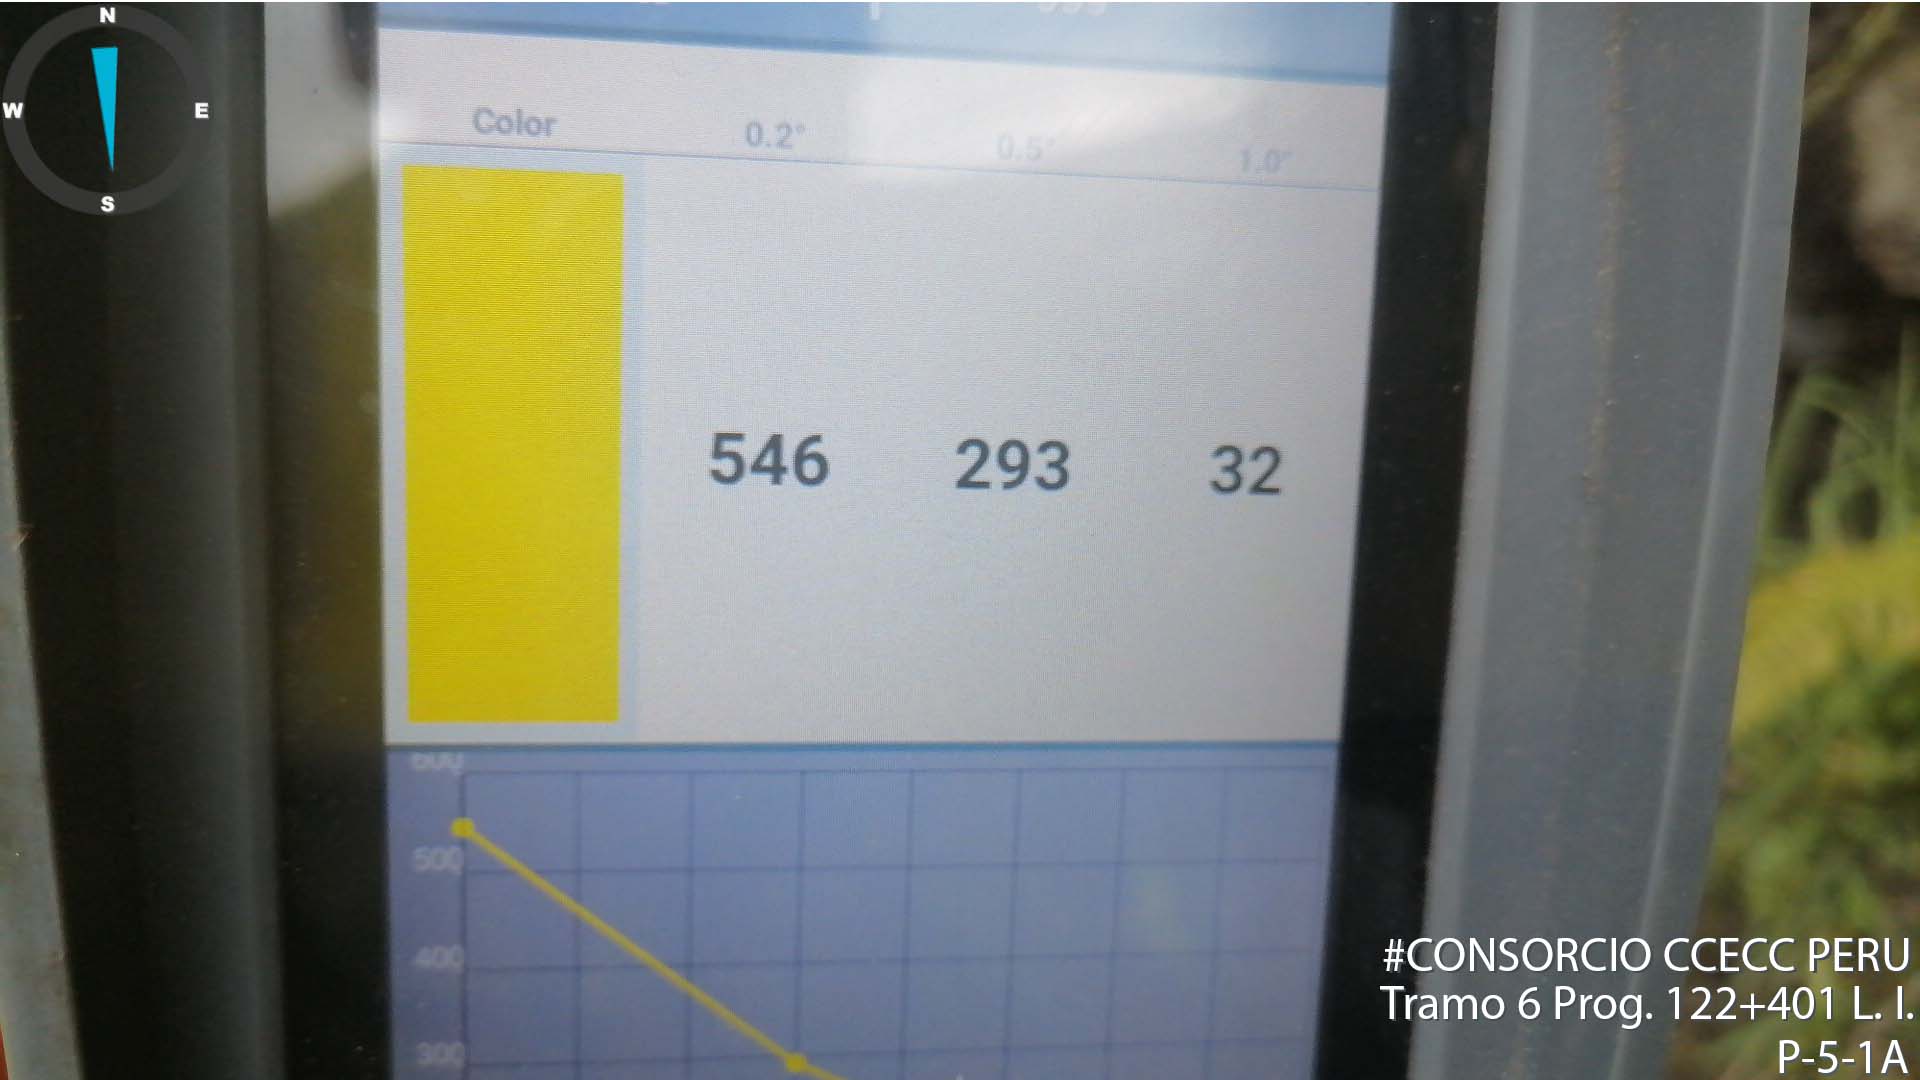 N
W E
S
Color 0.2° 0.5° 1.0°
546 293 32
600
500
400
300
#CONSORCIO CCECC PERU
Tramo 6 Prog. 122+401 L. I.
P-5-1A